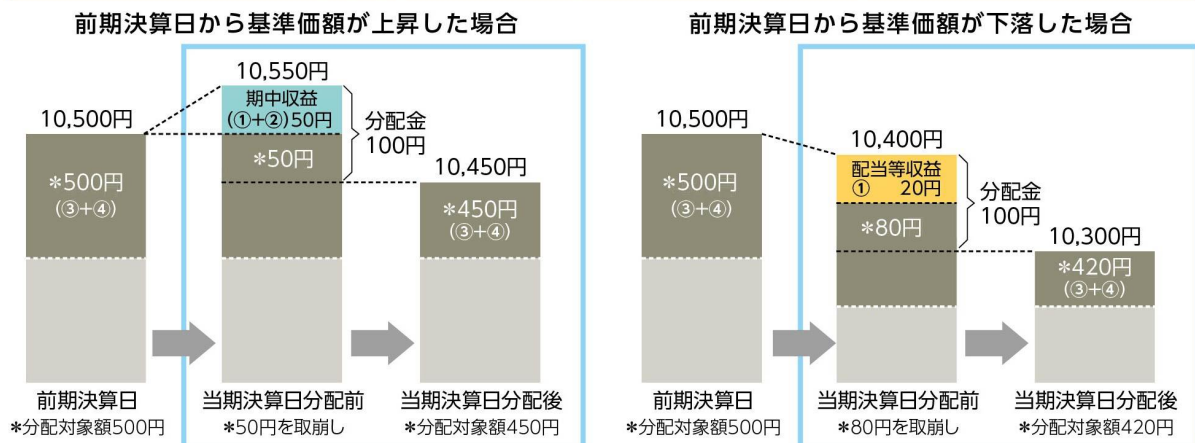 前期決算日から基準価額が上昇した場合
10,550円
期中収益
(①+②)50円
10,500円
分配金
100円
*50円
10,450円
*500円
(③+④)
*450円
(③+④)
前期決算日
*分配対象額500円
当期決算日分配前
*50円を取崩し
当期決算日分配後
*分配対象額450円
前期決算日から基準価額が下落した場合
10,500円
10,400円
配当等収益
① 20円
分配金
100円
*500円
(③+④)
*80円
10,300円
*420円
(③+④)
前期決算日
*分配対象額500円
当期決算日分配前
*80円を取崩し
当期決算日分配後
*分配対象額420円